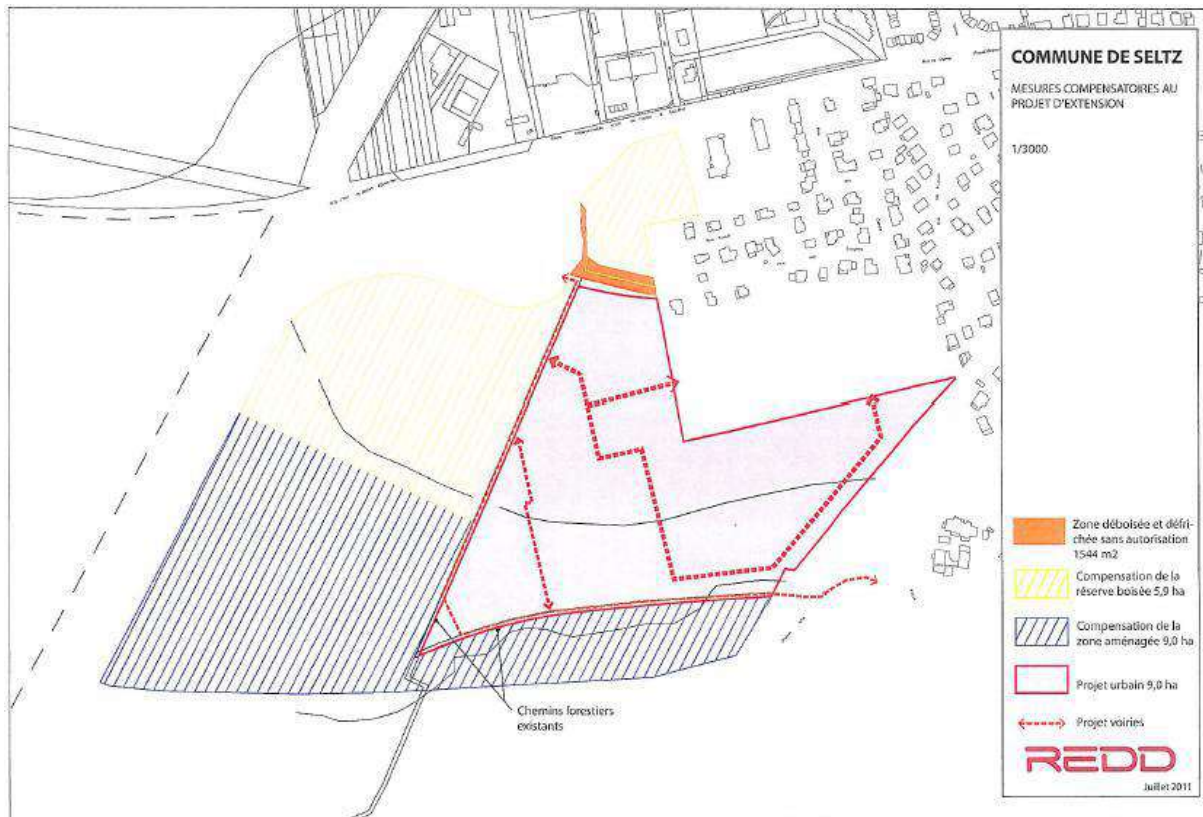 COMMUNE DE SELTZ
MESURES COMPENSATOIRES AU
PROJET D'EXTENSION
1/3000
Zone déboisée et défri-
chée sans autorisation
1544 m2
Compensation de la
réserve boisée 5,9 ha
Compensation de la
zone aménagée 9,0 ha
Projet urbain 9,0 ha
Projet voiries
REDD
Juillet 2011
Chemins forestiers
existants